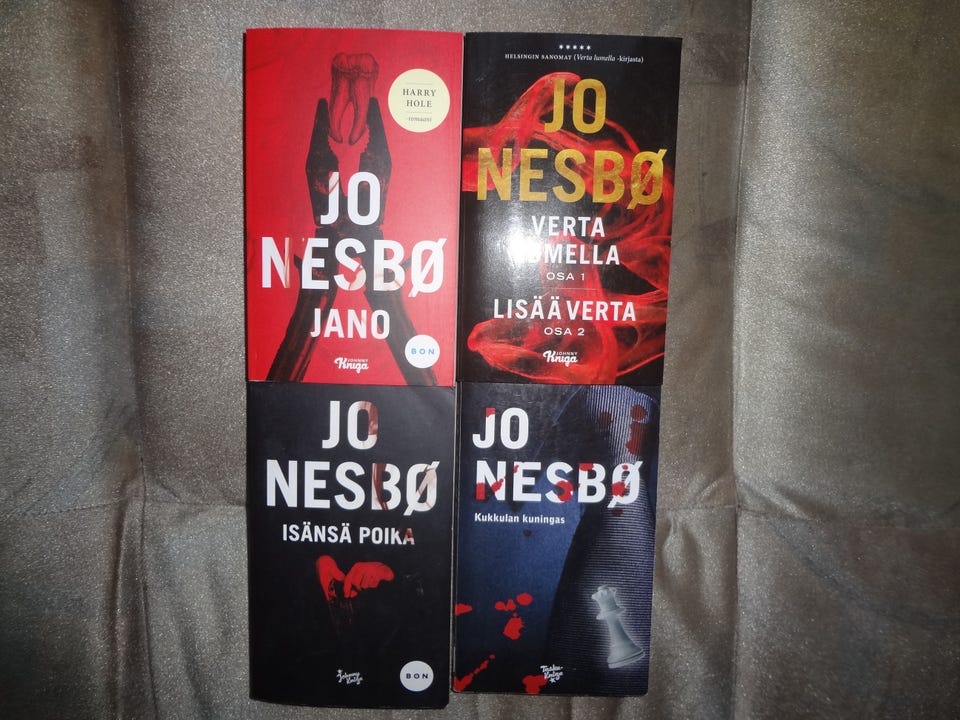 HARRY
HOLE
-romaani
JO
NESBØ
JANO
JOHNNY
Kniga
BON
★★★★★
HELSINGIN SANOMAT (Verta lumella -kirjasta)
JO
NESBØ
VERTA
LUMELLA
OSA 1
LISÄÄ VERTA
OSA 2
JOHNNY
Kniga
JO
NESBØ
ISÄNSÄ POIKA
Johnny
Kniga
BON
JO
NESBØ
Kukkulan kuningas
Tasku-
Kniga